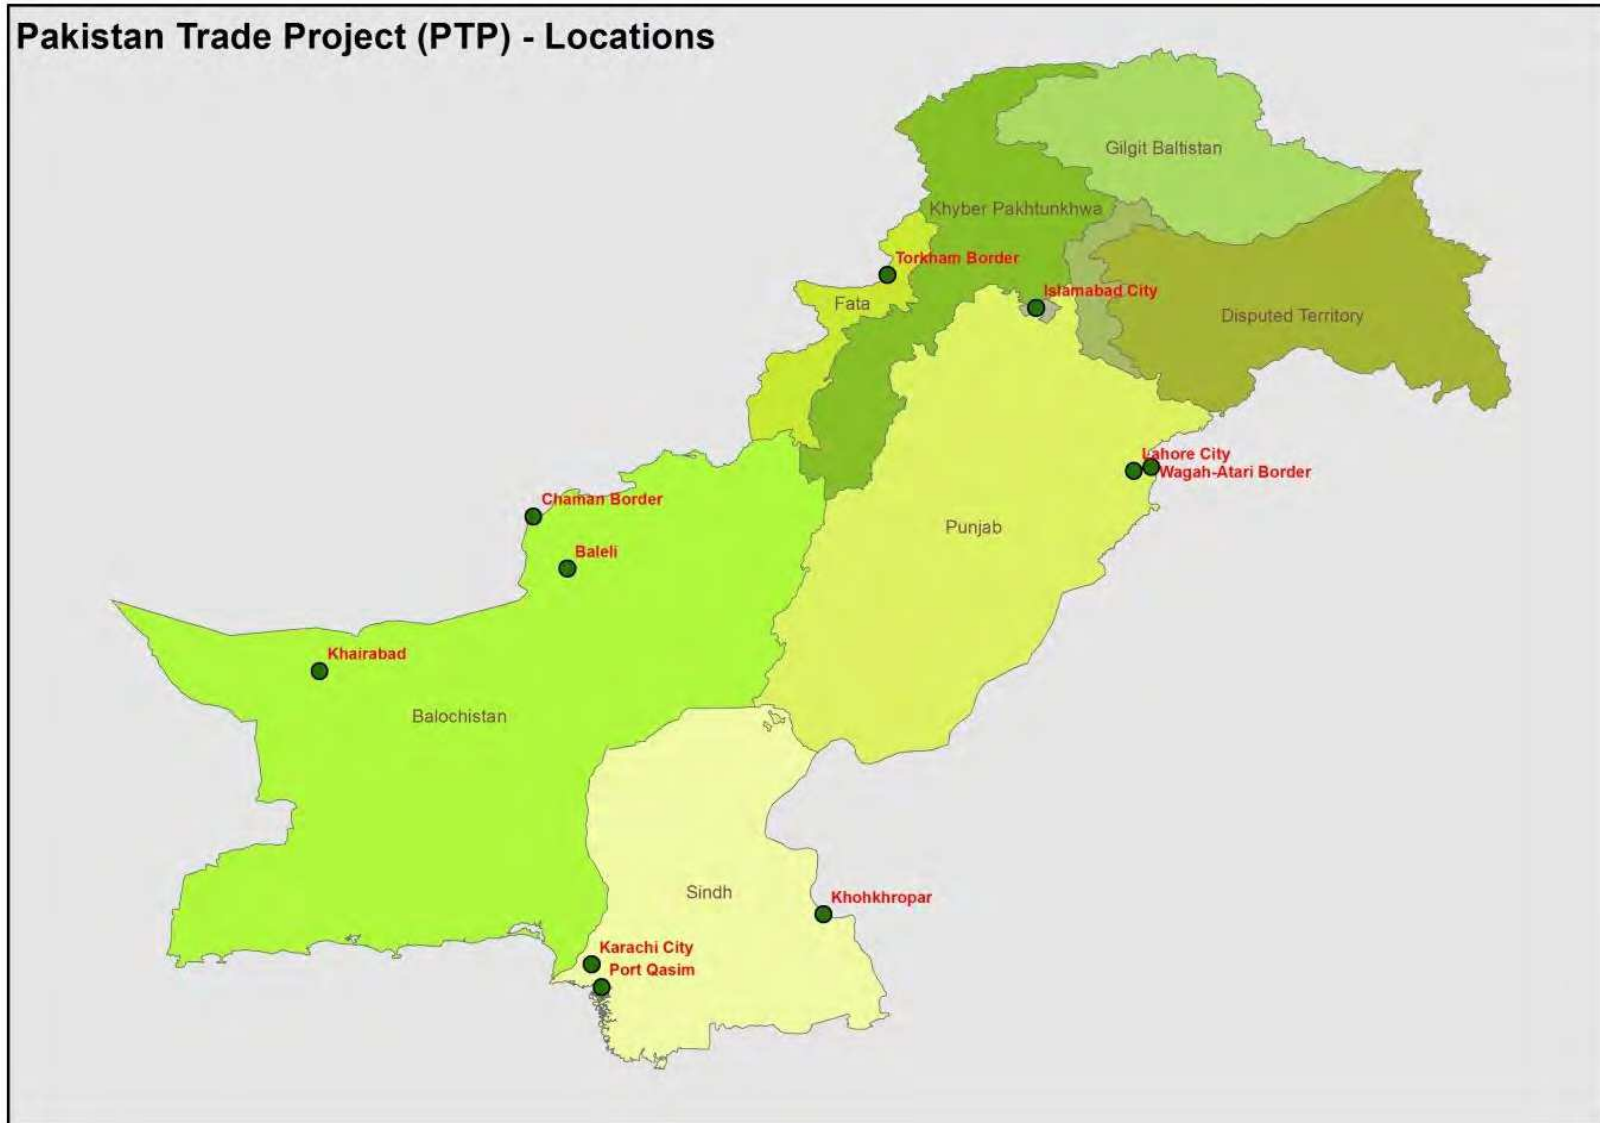 Pakistan Trade Project (PTP) - Locations
Gilgit Baltistan
Khyber Pakhtunkhwa
Torkham Border
Islamabad City
Fata
Disputed Territory
Lahore City
Wagah-Atari Border
Chaman Border
Punjab
Baleli
Khairabad
Balochistan
Sindh
Khohkhropar
Karachi City
Port Qasim